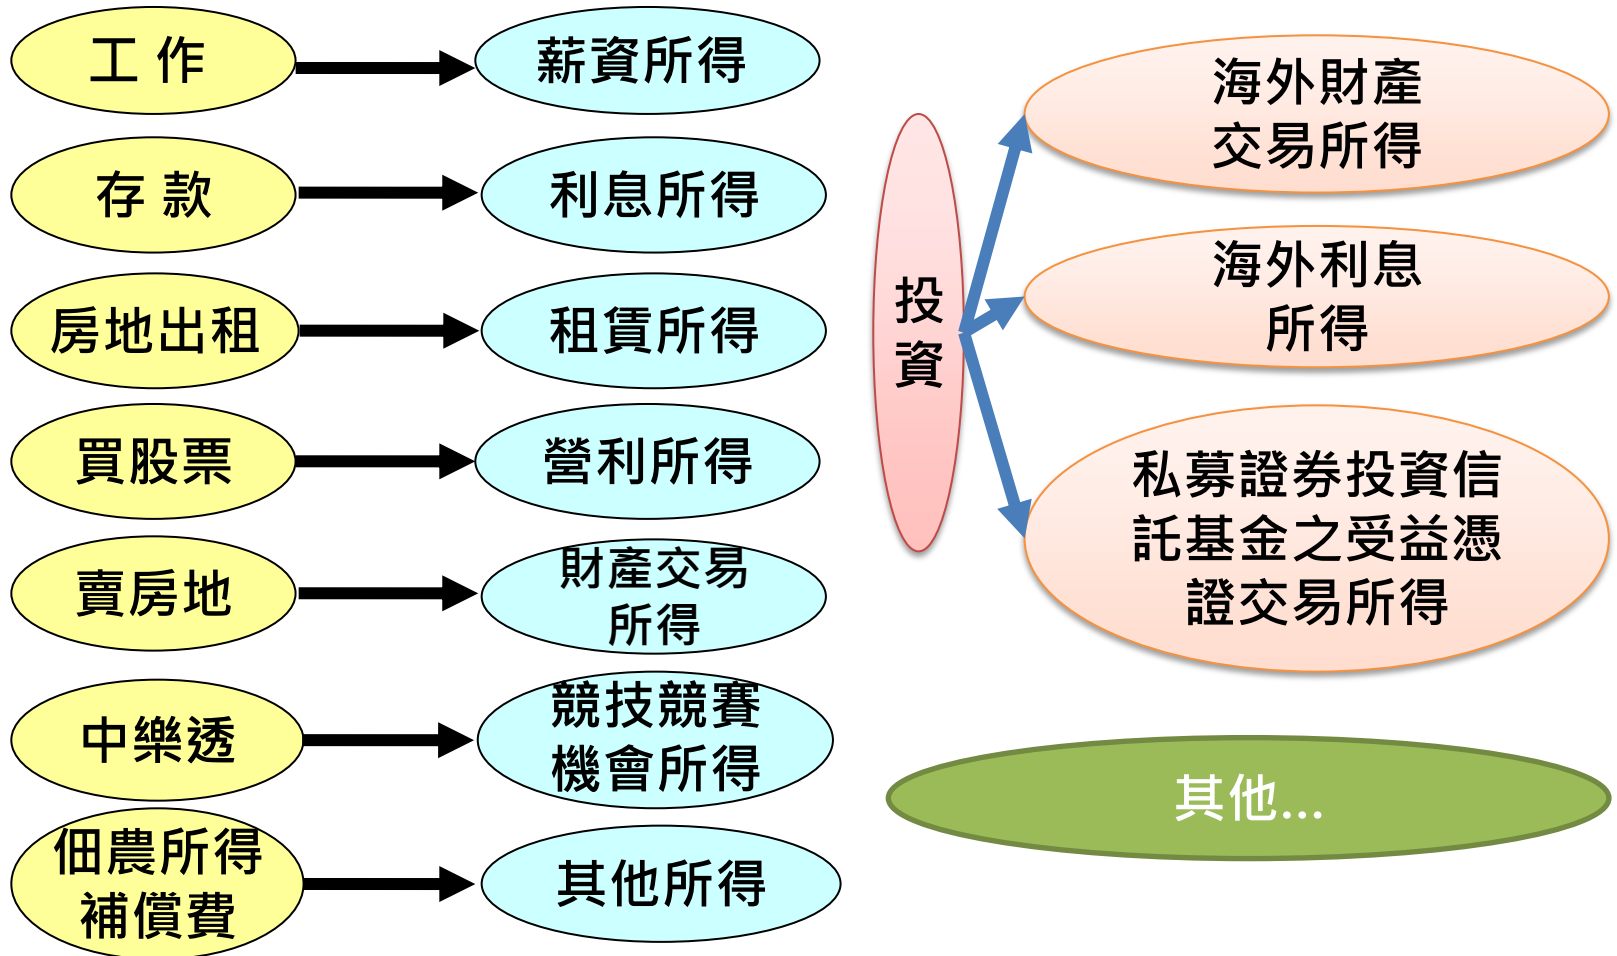 工 作
薪資所得
存 款
利息所得
房地出租
租賃所得
買股票
營利所得
賣房地
財產交易
所得
中樂透
競技競賽
機會所得
佃農所得
補償費
其他所得
投
資
海外財產
交易所得
海外利息
所得
私募證券投資信
託基金之受益憑
證交易所得
其他...